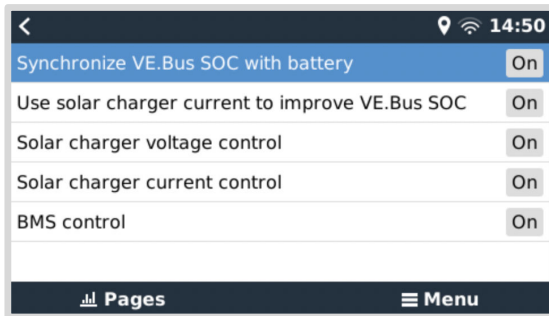 14:50
Synchronize VE.Bus SOC with battery On
Use solar charger current to improve VE.Bus SOC On
Solar charger voltage control On
Solar charger current control On
BMS control On
Pages Menu